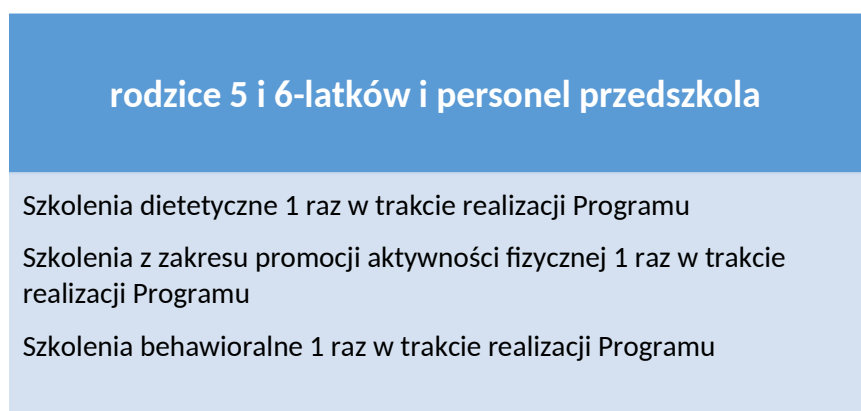 rodzice 5 i 6-latków i personel przedszkola
Szkolenia dietetyczne 1 raz w trakcie realizacji Programu
Szkolenia z zakresu promocji aktywności fizycznej 1 raz w trakcie
realizacji Programu
Szkolenia behawioralne 1 raz w trakcie realizacji Programu